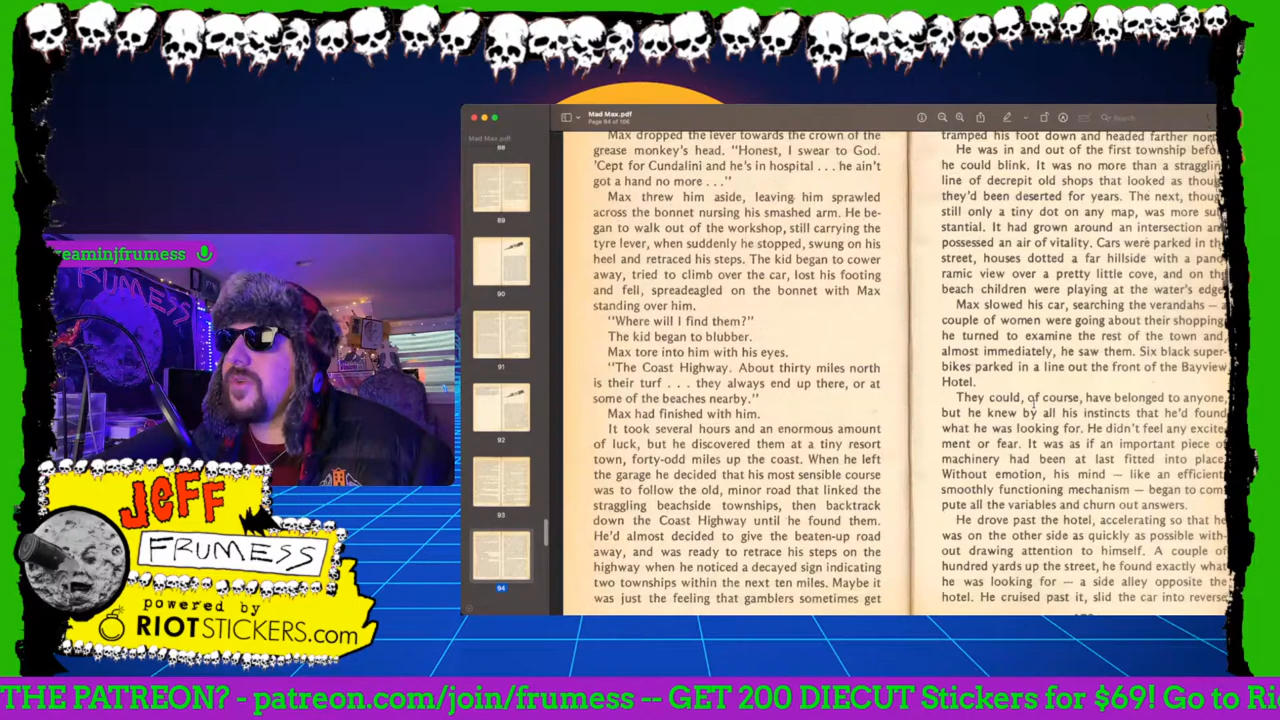 Mad Max.pdf
Page 94 of 106
Search
Mad Max.pdf
88
89
90
91
92
93
94
Max dropped the lever towards the crown of the
grease monkey's head. "Honest, I swear to God.
'Cept for Cundalini and he's in hospital . . . he ain't
got a hand no more . . ."
Max threw him aside, leaving him sprawled
across the bonnet nursing his smashed arm. He be-
gan to walk out of the workshop, still carrying the
tyre lever, when suddenly he stopped, swung on his
heel and retraced his steps. The kid began to cower
away, tried to climb over the car, lost his footing
and fell, spreadeagled on the bonnet with Max
standing over him.
"Where will I find them?"
The kid began to blubber.
Max tore into him with his eyes.
"The Coast Highway. About thirty miles north
is their turf . . . they always end up there, or at
some of the beaches nearby."
Max had finished with him.
It took several hours and an enormous amount
of luck, but he discovered them at a tiny resort
town, forty-odd miles up the coast. When he left
the garage he decided that his most sensible course
was to follow the old, minor road that linked the
straggling beachside townships, then backtrack
down the Coast Highway until he found them.
He'd almost decided to give the beaten-up road
away, and was ready to retrace his steps on the
highway when he noticed a decayed sign indicating
two townships within the next ten miles. Maybe it
was just the feeling that gamblers sometimes get
tramped his foot down and headed farther
He was in and out of the first township befo
he could blink. It was no more than a stragglin
line of decrepit old shops that looked as thoug
they'd been deserted for years. The next, thoug
still only a tiny dot on any map, was more sub
stantial. It had grown around an intersection an
possessed an air of vitality. Cars were parked in th
street, houses dotted a far hillside with a pano
ramic view over a pretty little cove, and on th
beach children were playing at the water's edge
Max slowed his car, searching the verandahs — a
couple of women were going about their shopping
he turned to examine the rest of the town and
almost immediately, he saw them. Six black super-
bikes parked in a line out the front of the Bayview
Hotel.
They could, of course, have belonged to anyone,
but he knew by all his instincts that he'd found
what he was looking for. He didn't feel any excite
ment or fear. It was as if an important piece of
machinery had been at last fitted into place
Without emotion, his mind — like an efficient
smoothly functioning mechanism — began to com
pute all the variables and churn out answers.
He drove past the hotel, accelerating so that he
was on the other side as quickly as possible with-
out drawing attention to himself. A couple of
hundred yards up the street, he found exactly what
he was looking for — a side alley opposite the
hotel. He cruised past it, slid the car into reverse
eaminjfrumess
FRUMESS
JEFF
FRUMESS
powered by
RIOTSTICKERS.com
THE PATREON? - patreon.com/join/frumess -- GET 200 DIECUT Stickers for $69! Go to Ri